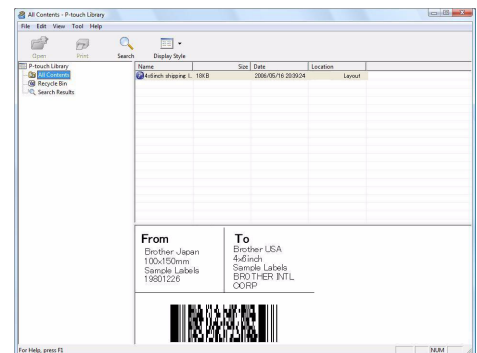 All Contents - P-touch Library
File Edit View Tool Help
Open Print Search Display Style
P-touch Library
All Contents
Recycle Bin
Search Results
Name Size Date Location
4x6inch shipping l.. 18KB 2006/05/16 20:09:24 Layout
From
Brother Japan
100x150mm
Sample Labels
19801226
To
Brother USA
4x6inch
Sample Labels
BROTHER INTL
CORP
For Help, press F1
NUM